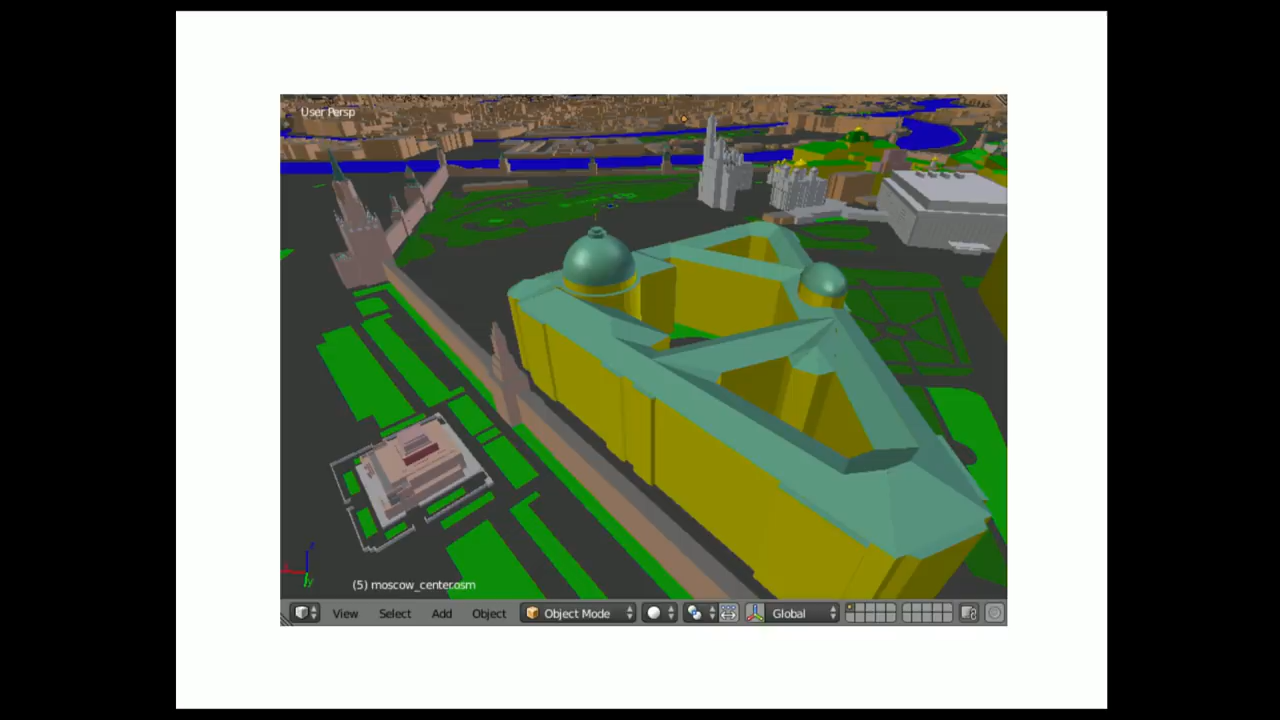 User Persp
(5) moscow_center.osm
View Select Add Object Object Mode Global